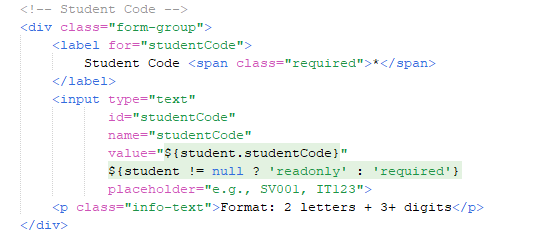 <!-- Student Code -->
<div class="form-group">
<label for="studentCode">
Student Code <span class="required">*</span>
</label>
<input type="text"
id="studentCode"
name="studentCode"
value="${student.studentCode}"
${student != null ? 'readonly' : 'required'}
placeholder="e.g., SV001, IT123">
<p class="info-text">Format: 2 letters + 3+ digits</p>
</div>